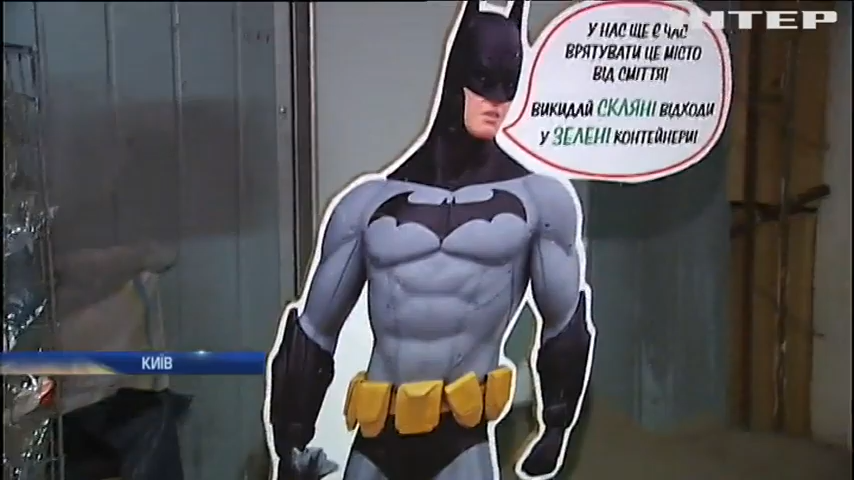 ІНТЕР
У НАС ЩЕ Є ЧАС
ВРЯТУВАТИ ЦЕ МІСТО
ВІД СМІТТЯ!
ВИКИДАЙ СКЛЯНІ ВІДХОДИ
У ЗЕЛЕНІ КОНТЕЙНЕРИ!
КИЇВ